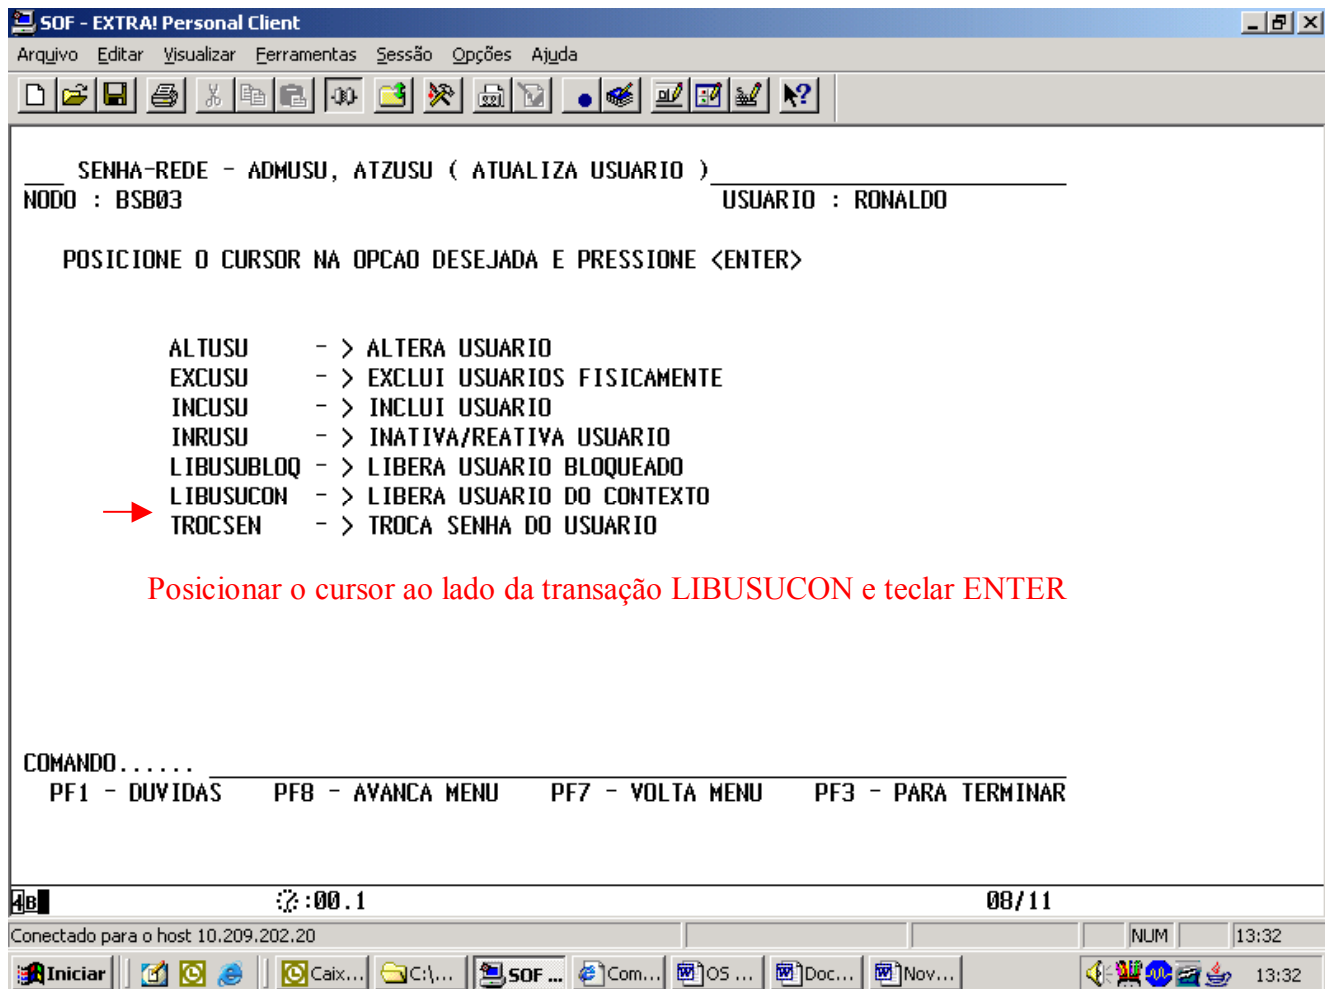 SOF - EXTRA! Personal Client
Arquivo Editar Visualizar Ferramentas Sessão Opções Ajuda
SENHA-REDE - ADMUSU, ATZUSU ( ATUALIZA USUARIO )
NODO : BSB03 USUARIO : RONALDO
POSICIONE O CURSOR NA OPCAO DESEJADA E PRESSIONE <ENTER>
ALTUSU - > ALTERA USUARIO
EXCUSU - > EXCLUI USUARIOS FISICAMENTE
INCUSU - > INCLUI USUARIO
INRUSU - > INATIVA/REATIVA USUARIO
LIBUSUBLOQ - > LIBERA USUARIO BLOQUEADO
LIBUSUCON - > LIBERA USUARIO DO CONTEXTO
TROCSEN - > TROCA SENHA DO USUARIO
Posicionar o cursor ao lado da transação LIBUSUCON e teclar ENTER
COMANDO......
PF1 - DUVIDAS PF8 - AVANCA MENU PF7 - VOLTA MENU PF3 - PARA TERMINAR
4B :00.1 08/11
Conectado para o host 10.209.202.20 NUM 13:32
Iniciar Caix... C:\... SOF ... Com... OS ... Doc... Nov... 13:32